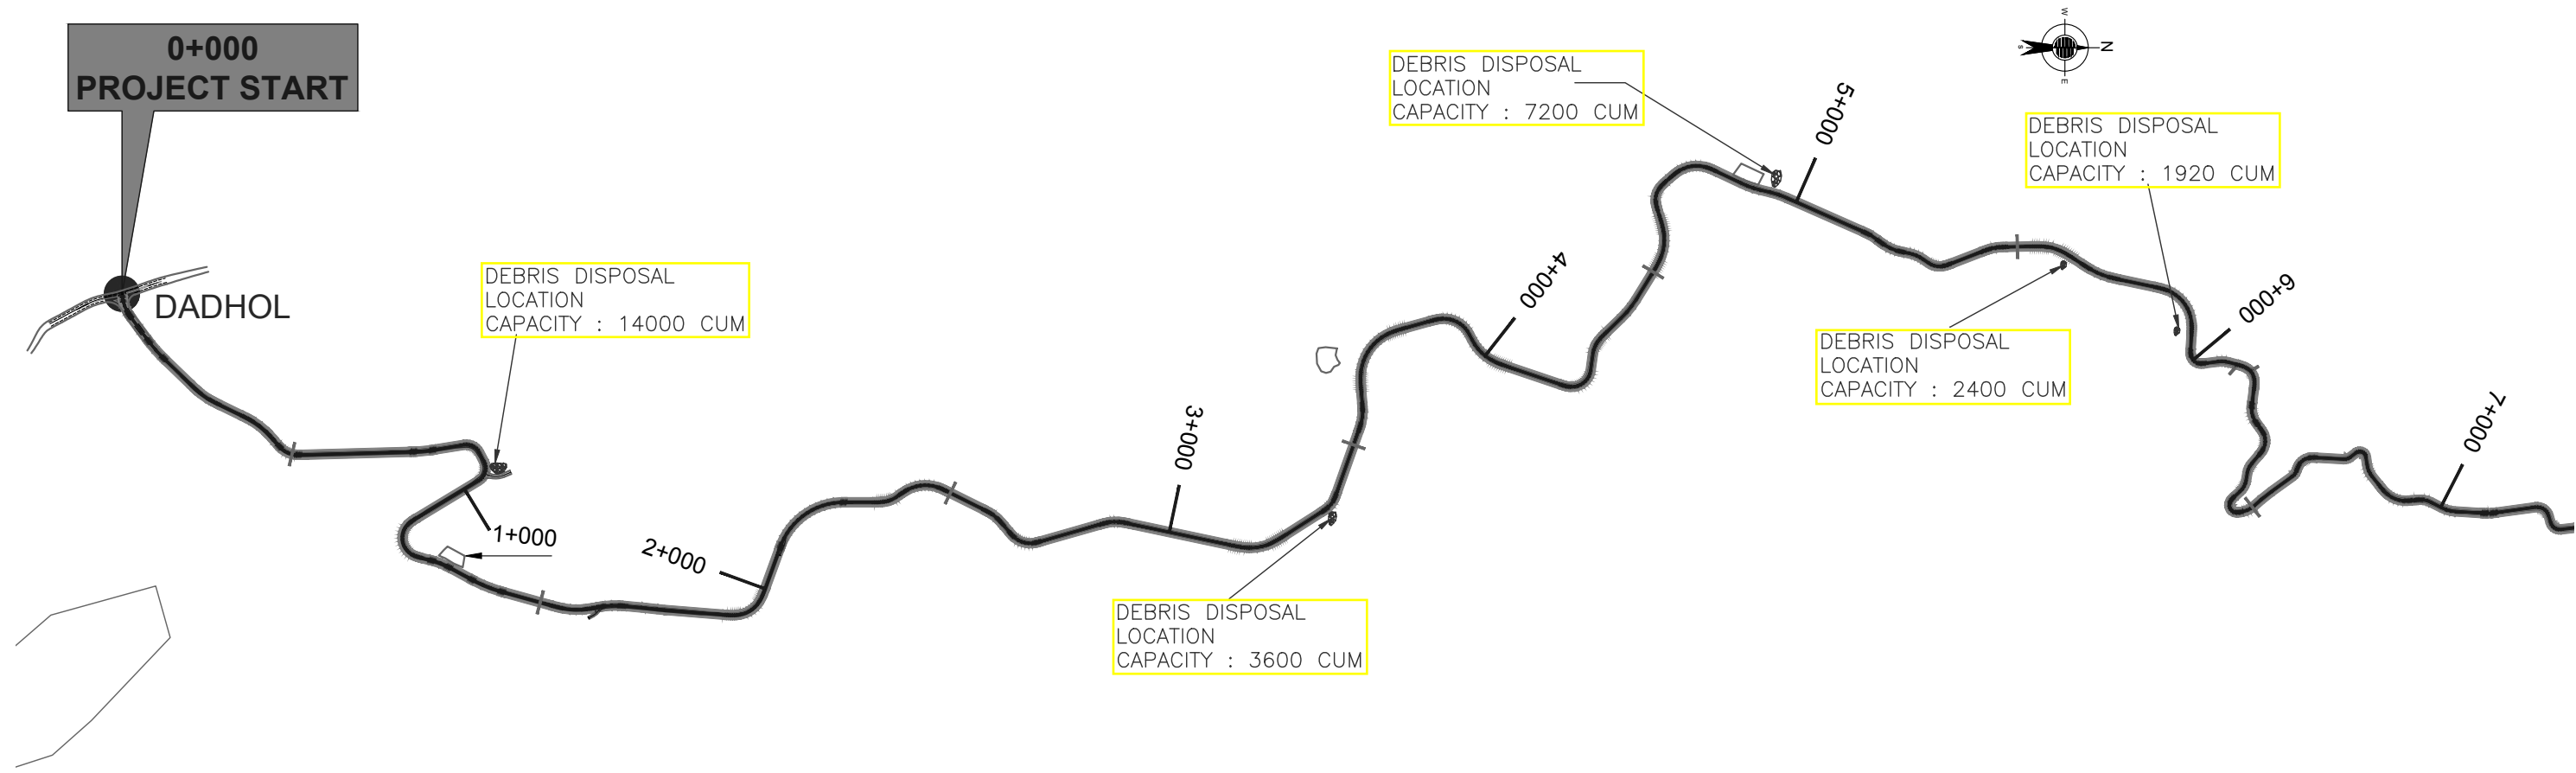 0+000
PROJECT START
DADHOL
DEBRIS DISPOSAL
LOCATION
CAPACITY : 14000 CUM
1+000
2+000
3+000
DEBRIS DISPOSAL
LOCATION
CAPACITY : 3600 CUM
4+000
DEBRIS DISPOSAL
LOCATION
CAPACITY : 7200 CUM
5+000
DEBRIS DISPOSAL
LOCATION
CAPACITY : 2400 CUM
DEBRIS DISPOSAL
LOCATION
CAPACITY : 1920 CUM
6+000
7+000
W
S
N
E